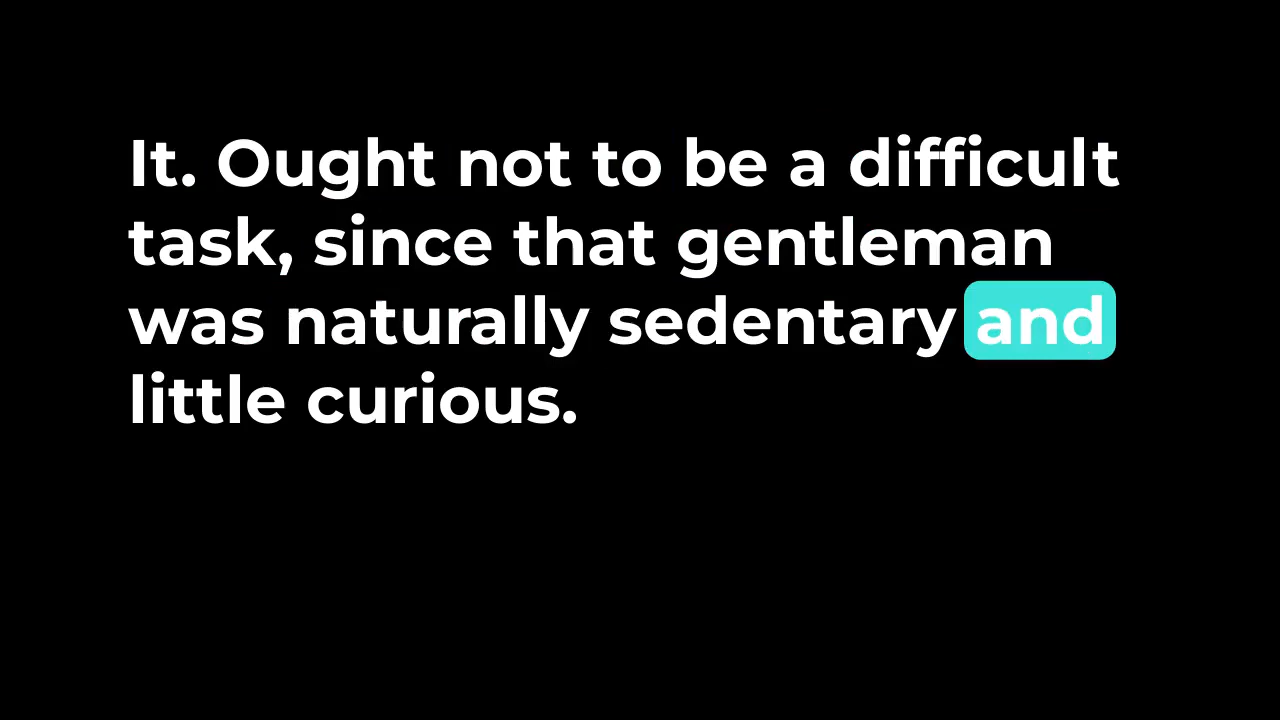 It. Ought not to be a difficult
task, since that gentleman
was naturally sedentary and
little curious.